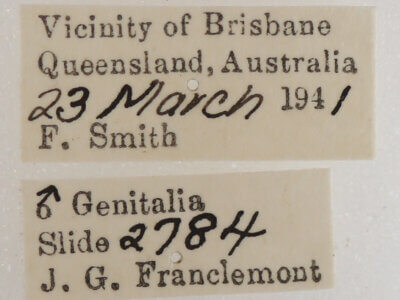 Vicinity of Brisbane
Queensland, Australia
23 March 1941
F. Smith
♂ Genitalia
Slide 2784
J. G. Franclemont